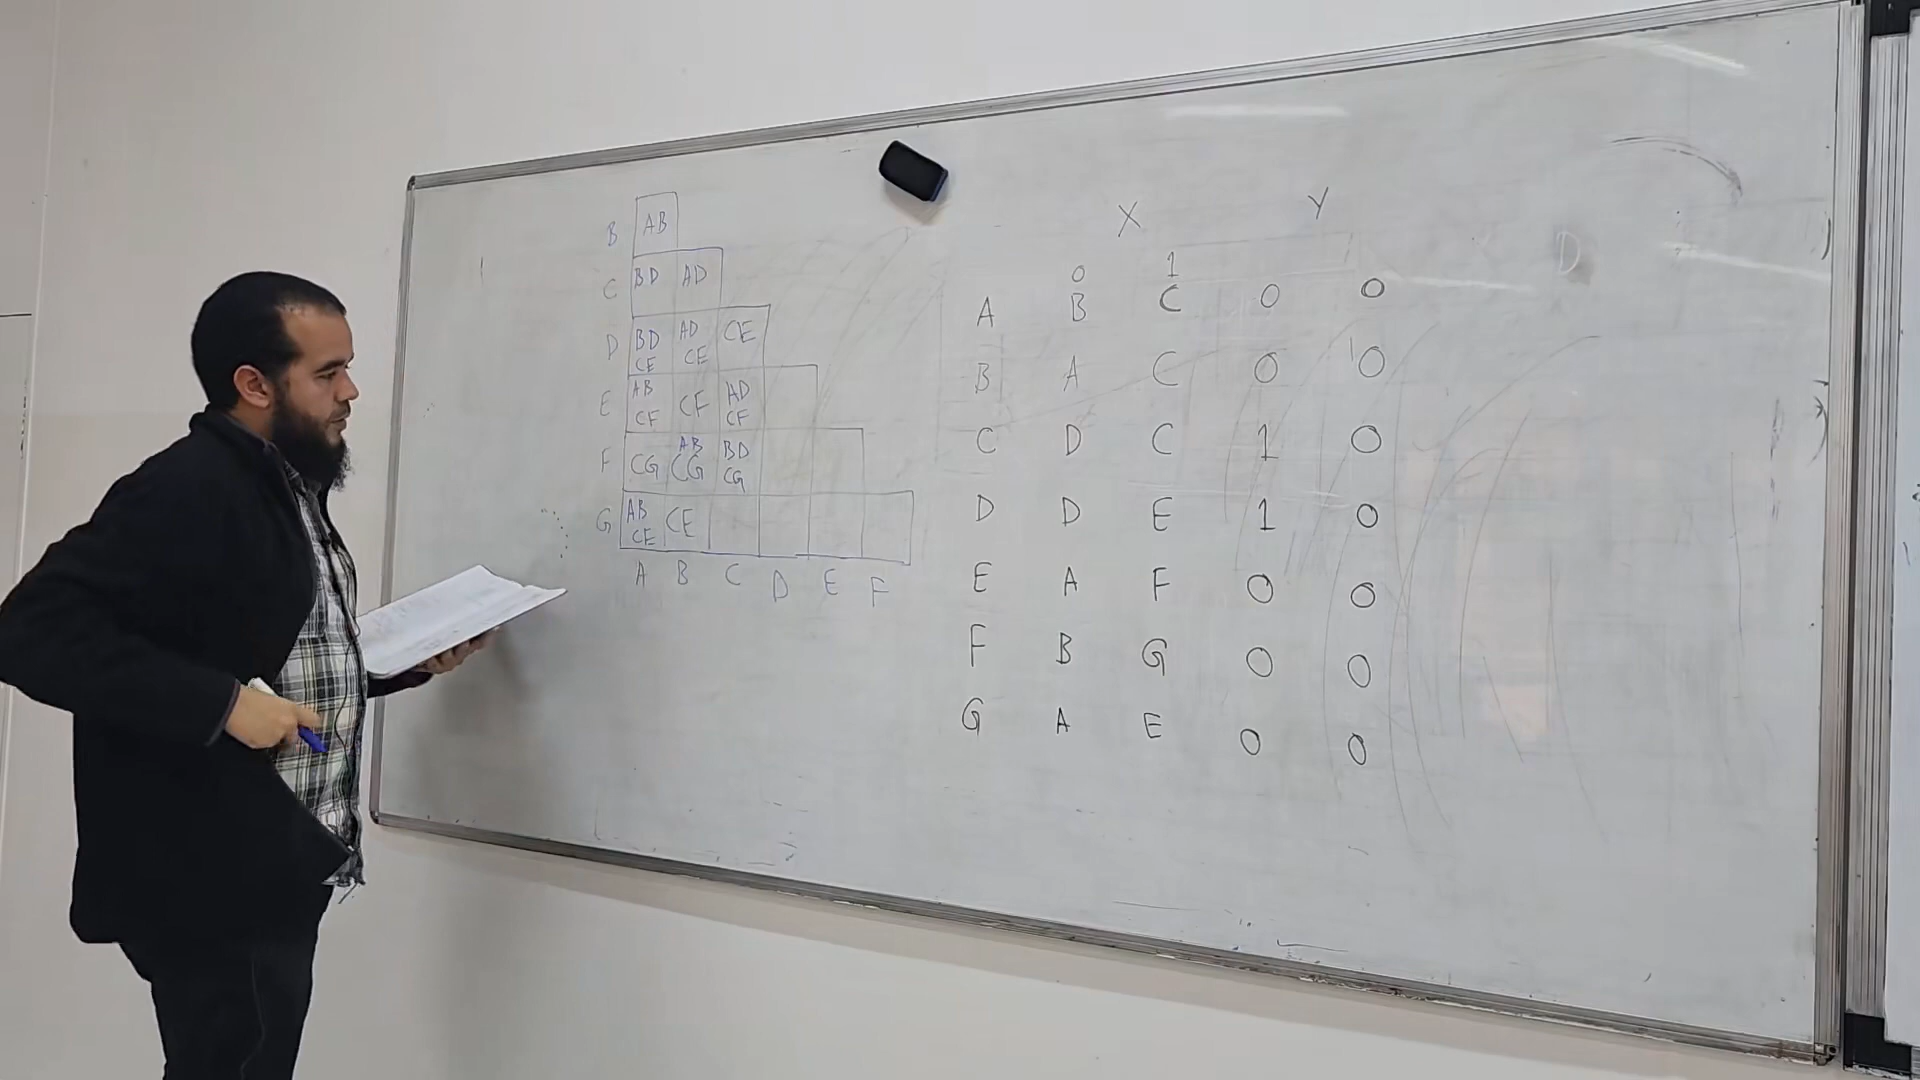 B AB
C BD AD
D BD CE AD CE CE
E AB CF CF AD CF
F CG AB CG BD CG
G AB CE CE
A B C D E F
X Y
0 1
A B C 0 0
B A C 0 0
C D C 1 0
D D E 1 0
E A F 0 0
F B G 0 0
G A E 0 0
D